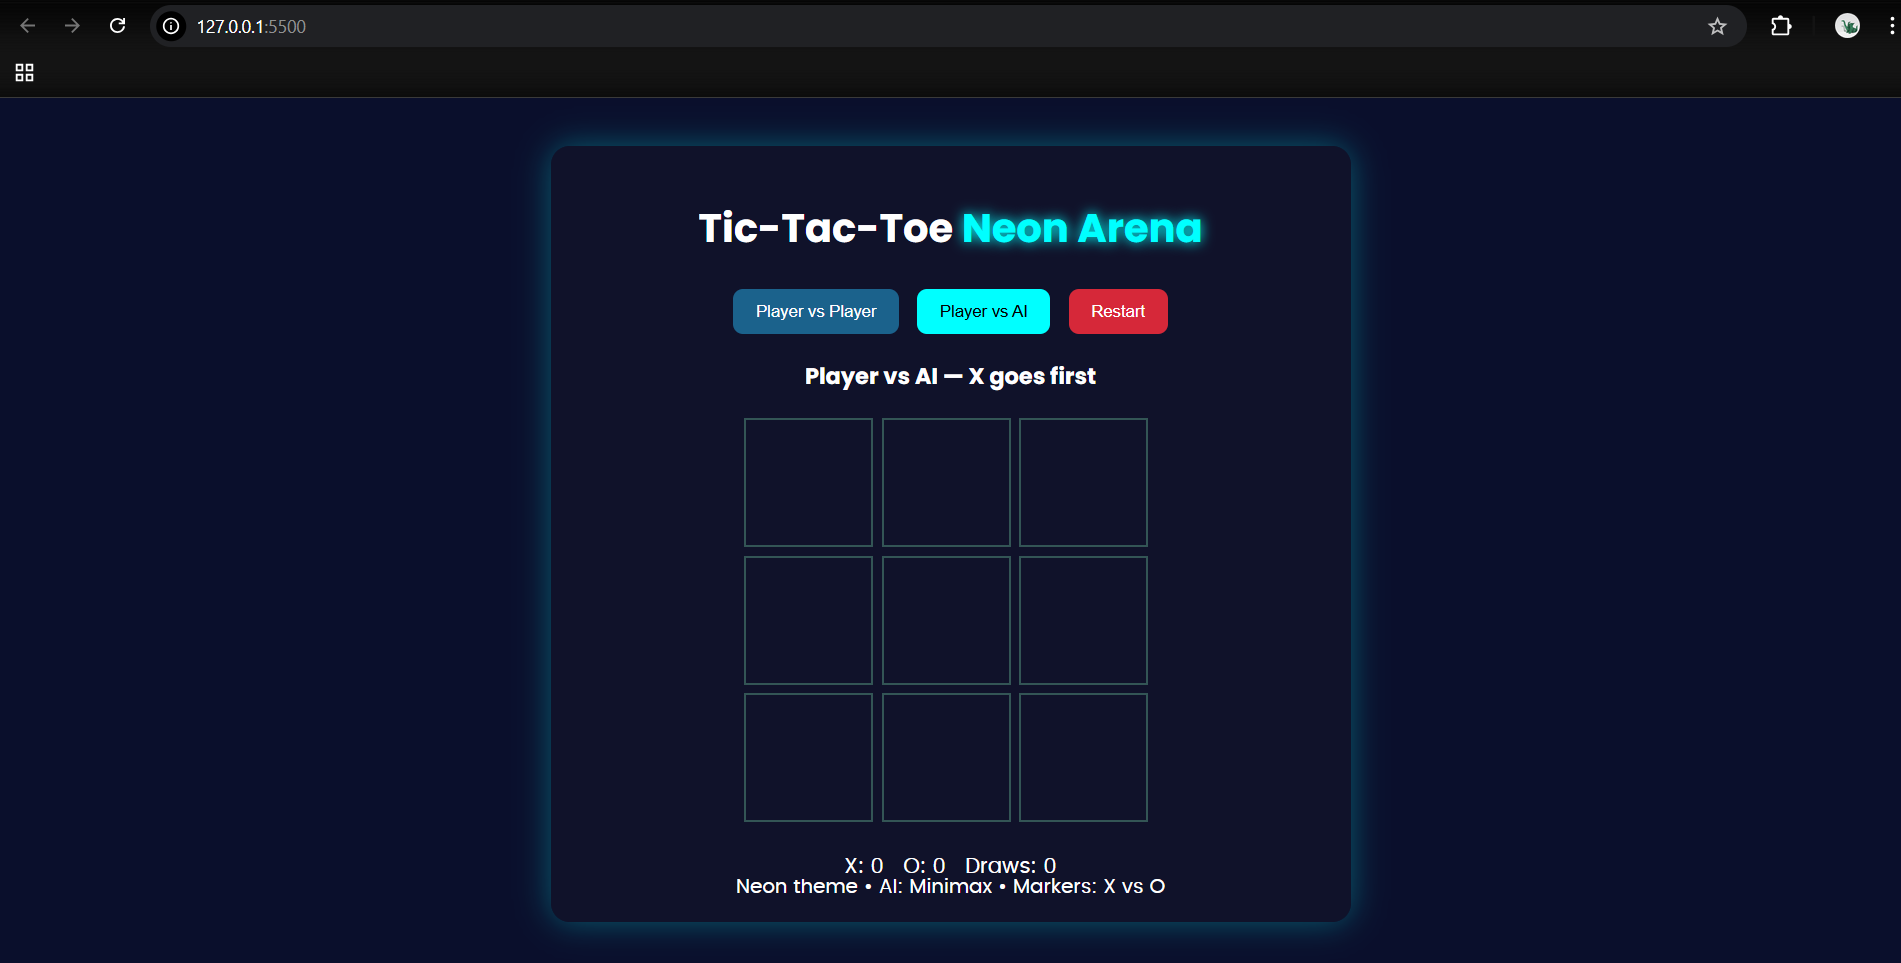 127.0.0.1:5500
Tic-Tac-Toe Neon Arena
Player vs Player Player vs AI Restart
Player vs AI — X goes first
X: 0 O: 0 Draws: 0
Neon theme • AI: Minimax • Markers: X vs O